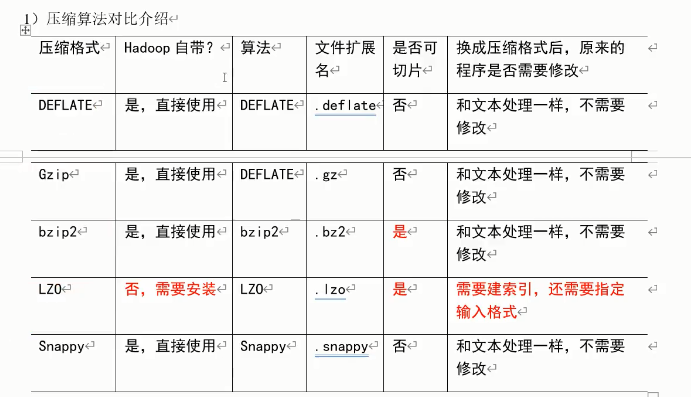 1）压缩算法对比介绍
压缩格式 Hadoop 自带？ 算法 文件扩展名 是否可切片 换成压缩格式后，原来的程序是否需要修改
DEFLATE 是，直接使用 DEFLATE .deflate 否 和文本处理一样，不需要修改
Gzip 是，直接使用 DEFLATE .gz 否 和文本处理一样，不需要修改
bzip2 是，直接使用 bzip2 .bz2 是 和文本处理一样，不需要修改
LZO 否，需要安装 LZO .lzo 是 需要建索引，还需要指定输入格式
Snappy 是，直接使用 Snappy .snappy 否 和文本处理一样，不需要修改